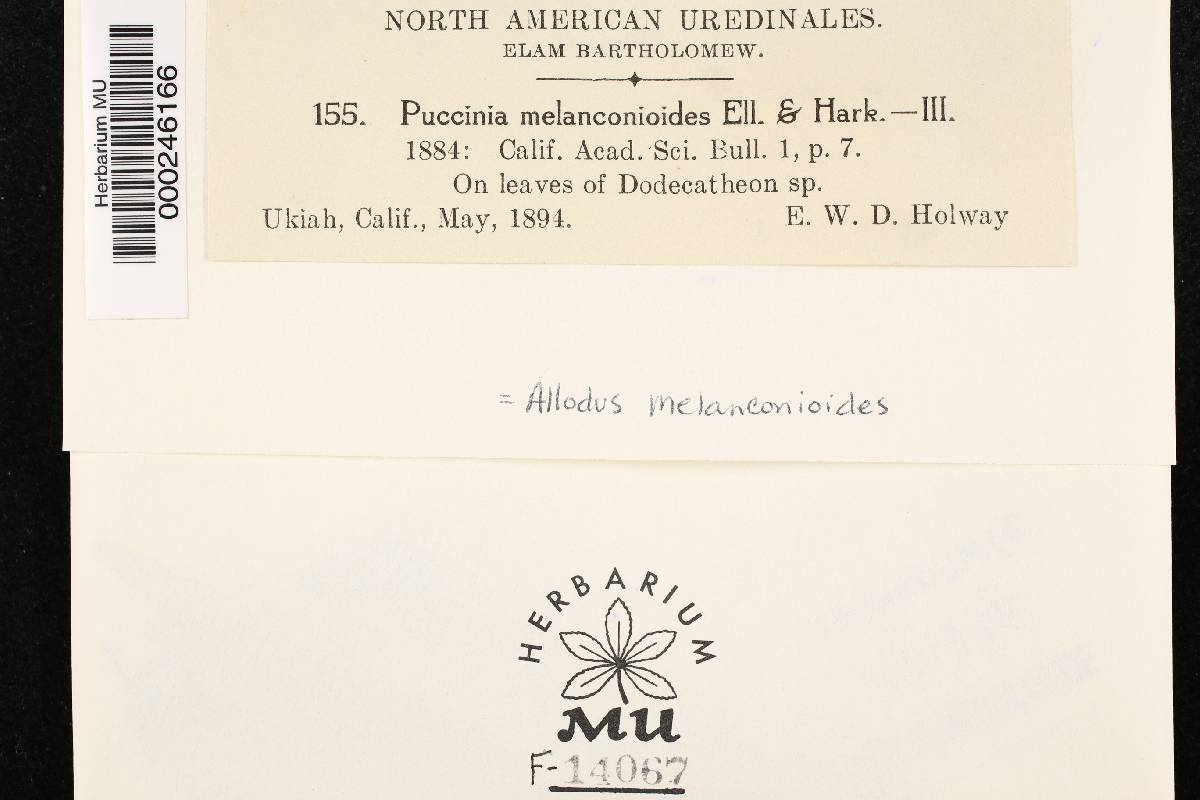 NORTH AMERICAN UREDINALES.
ELAM BARTHOLOMEW.
155. Puccinia melanconioides Ell. & Hark.—III.
1884: Calif. Acad. Sci. Bull. 1, p. 7.
On leaves of Dodecatheon sp.
Ukiah, Calif., May, 1894. E. W. D. Holway
Herbarium MU
000246166
= Allodus melanconioides
HERBARIUM
MU
F-14067